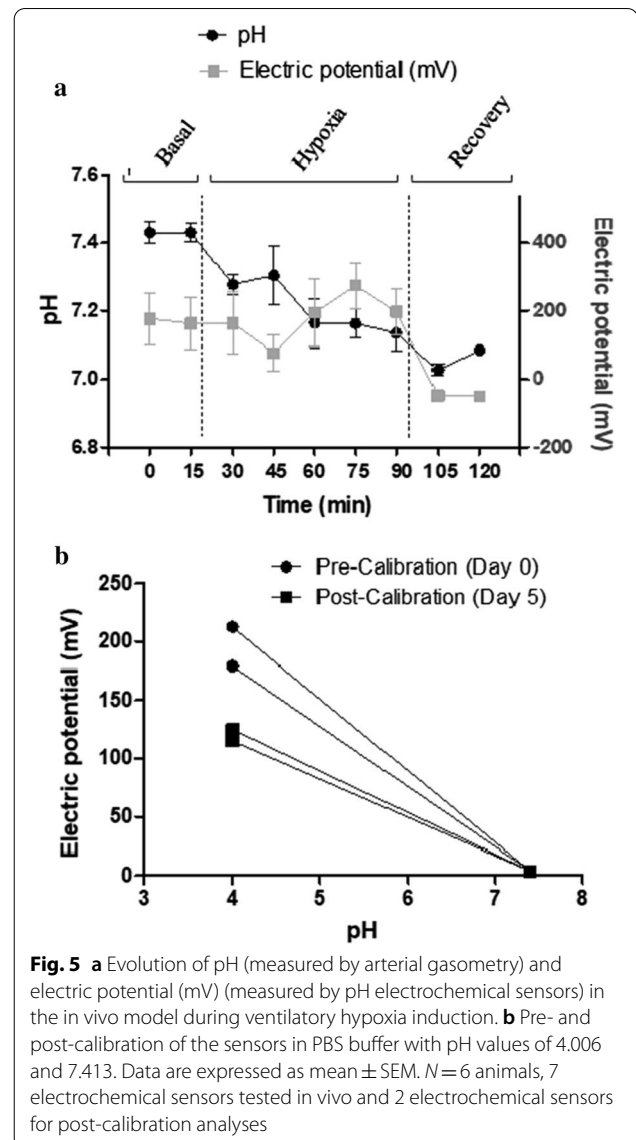 pH
Electric potential (mV)
a
Basal
Hypoxia
Recovery
7.6
7.4
7.2
7.0
6.8
pH
400
200
0
-200
Electric potential (mV)
0 15 30 45 60 75 90 105 120
Time (min)
b
Pre-Calibration (Day 0)
Post-Calibration (Day 5)
250
200
150
100
50
0
Electric potential (mV)
3 4 5 6 7 8
pH
Fig. 5 a Evolution of pH (measured by arterial gasometry) and
electric potential (mV) (measured by pH electrochemical sensors) in
the in vivo model during ventilatory hypoxia induction. b Pre- and
post-calibration of the sensors in PBS buffer with pH values of 4.006
and 7.413. Data are expressed as mean ± SEM. N = 6 animals, 7
electrochemical sensors tested in vivo and 2 electrochemical sensors
for post-calibration analyses